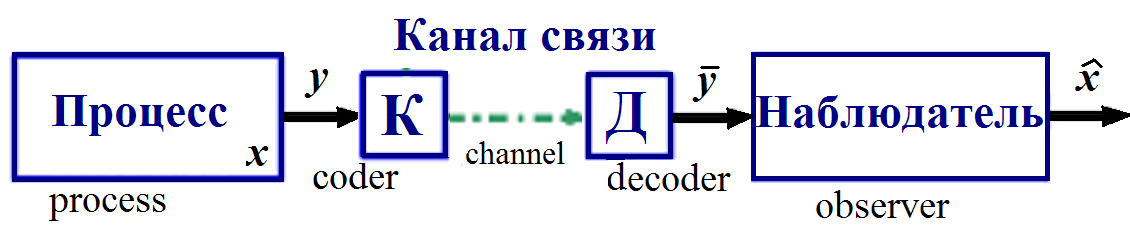 Канал связи
Процесс
x
process
y
К
coder
channel
Д
decoder
ȳ
Наблюдатель
observer
x̂